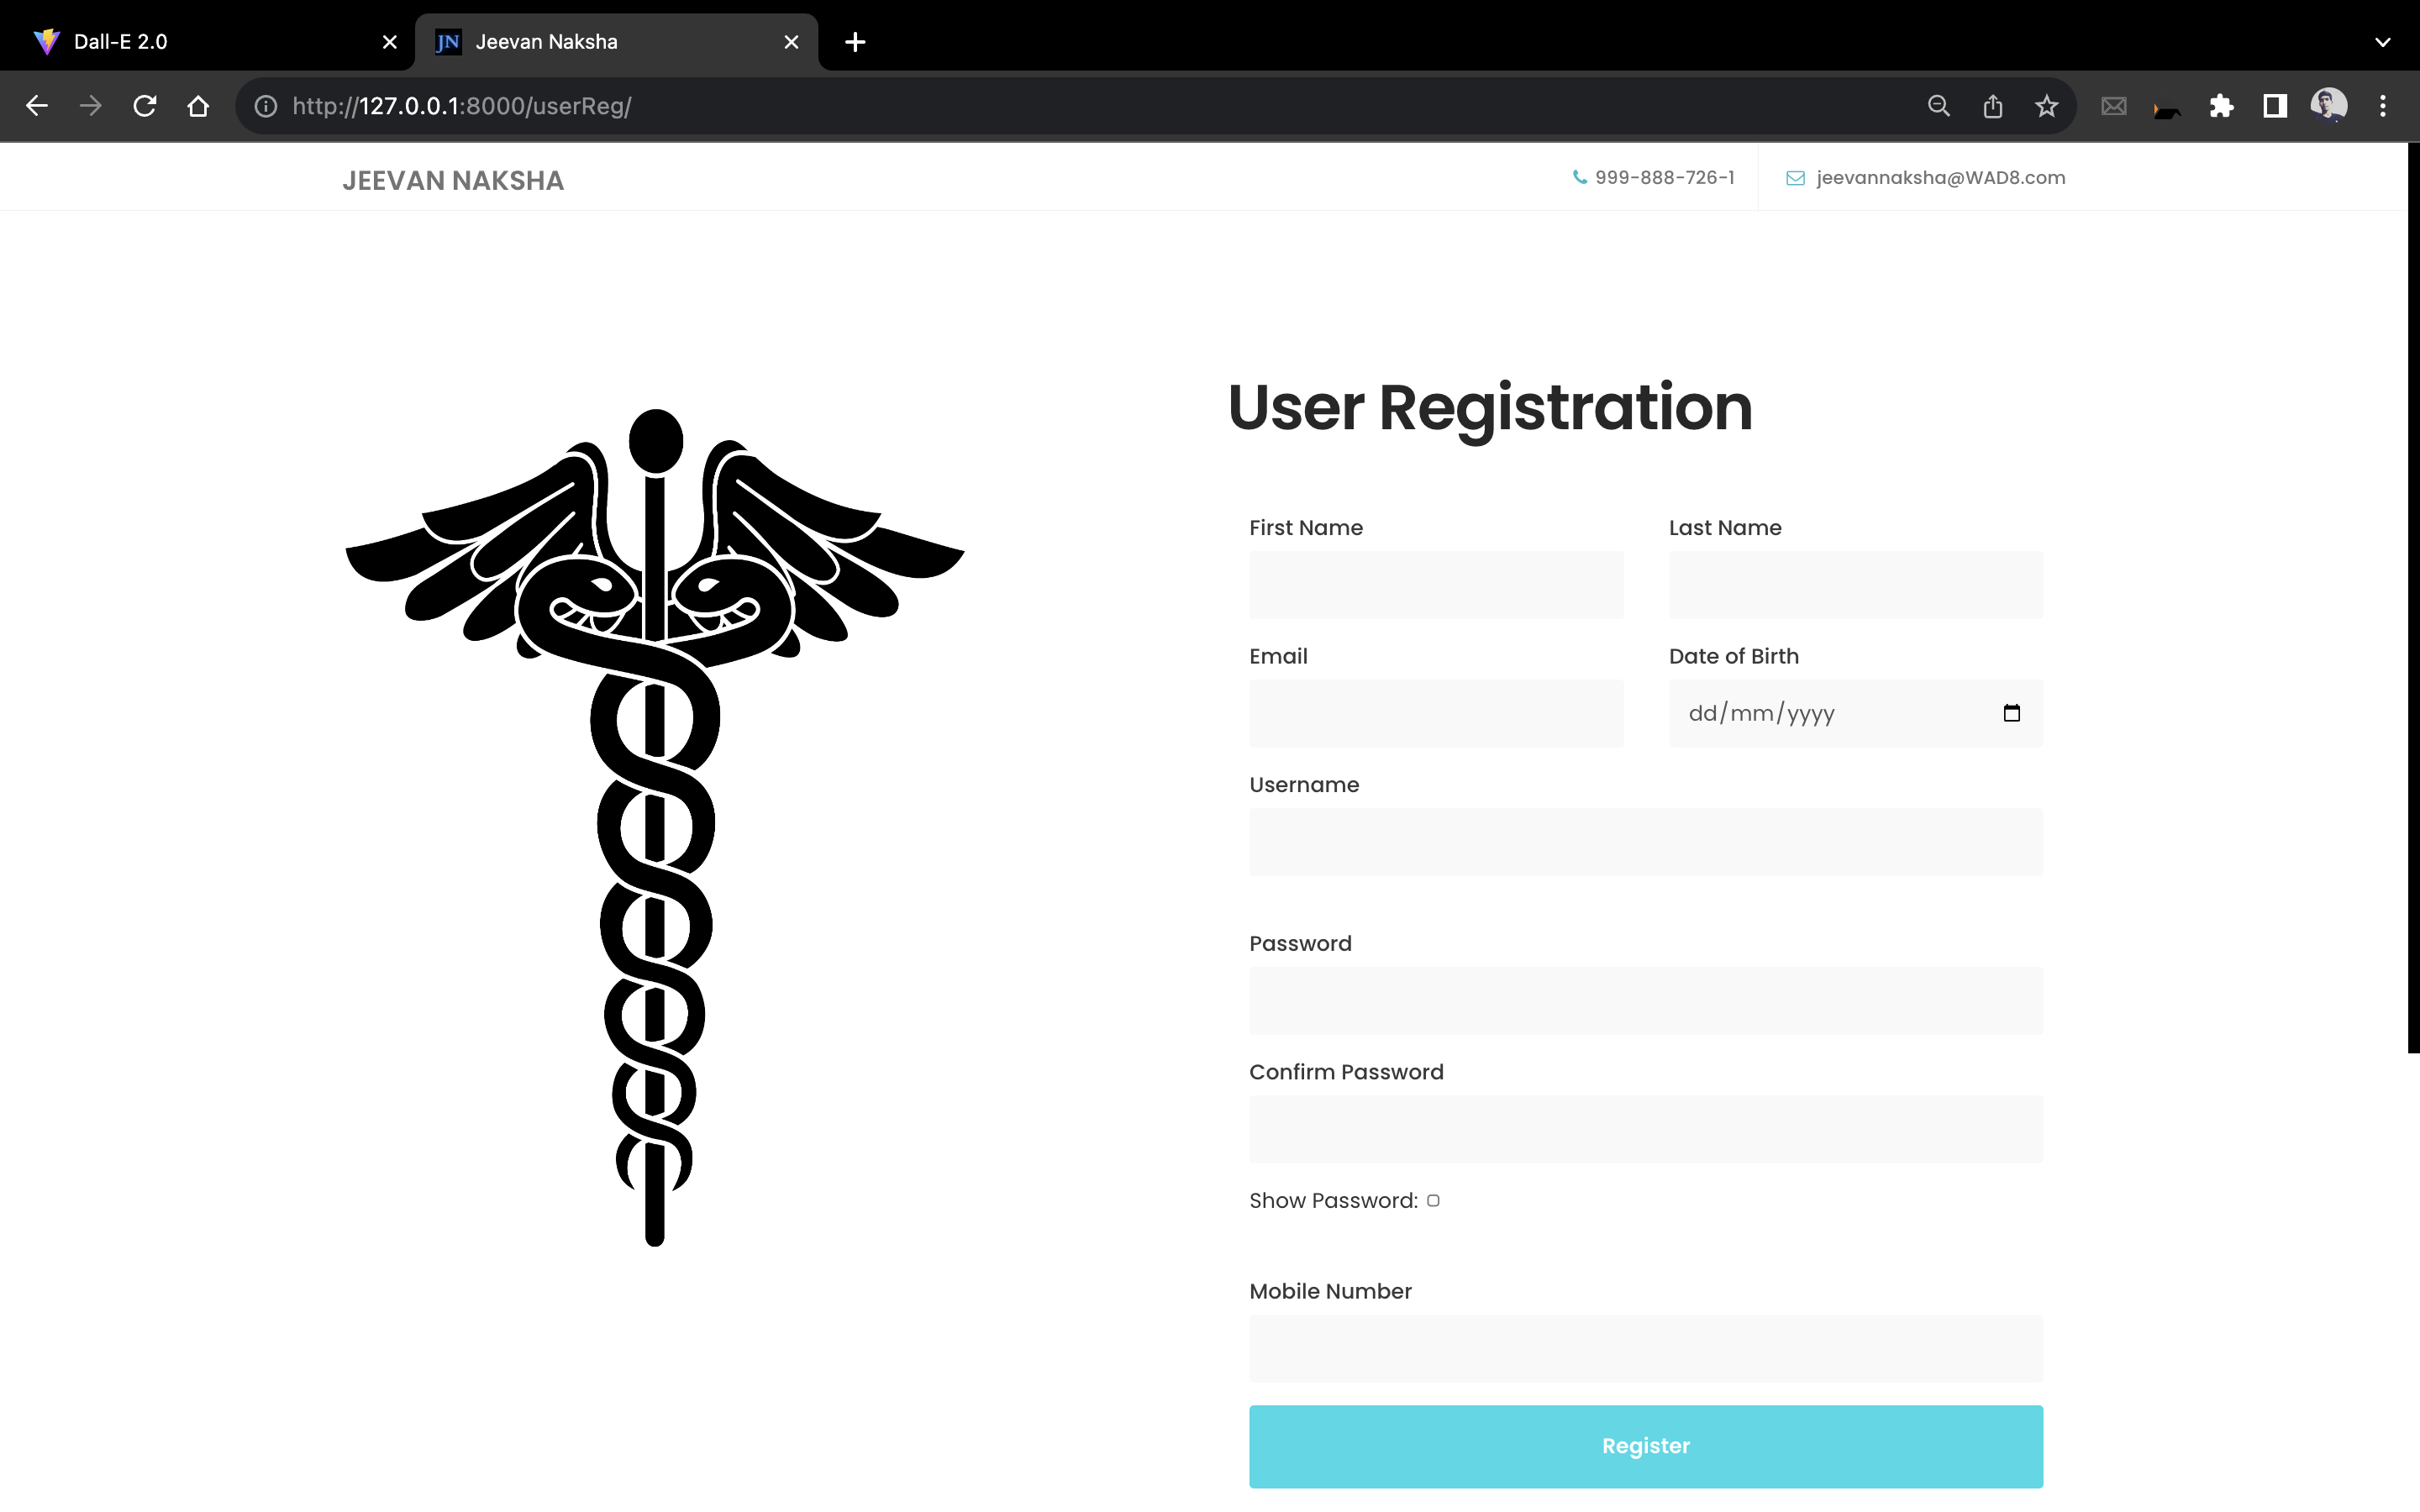 Dall-E 2.0
JN Jeevan Naksha
http://127.0.0.1:8000/userReg/
JEEVAN NAKSHA
999-888-726-1
jeevannaksha@WAD8.com
User Registration
First Name
Last Name
Email
Date of Birth
dd/mm/yyyy
Username
Password
Confirm Password
Show Password:
Mobile Number
Register